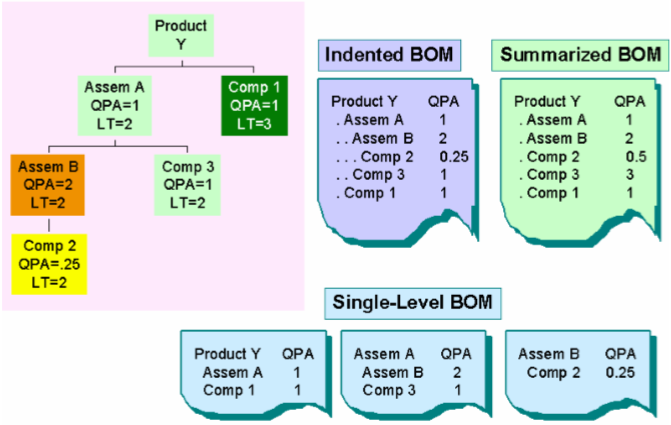 Product
Y
Assem A
QPA=1
LT=2
Comp 1
QPA=1
LT=3
Assem B
QPA=2
LT=2
Comp 3
QPA=1
LT=2
Comp 2
QPA=.25
LT=2
Indented BOM
Product Y QPA
. Assem A 1
. . Assem B 2
. . . Comp 2 0.25
. . Comp 3 1
. Comp 1 1
Summarized BOM
Product Y QPA
. Assem A 1
. Assem B 2
. Comp 2 0.5
. Comp 3 3
. Comp 1 1
Single-Level BOM
Product Y QPA
Assem A 1
Comp 1 1
Assem A QPA
Assem B 2
Comp 3 1
Assem B QPA
Comp 2 0.25